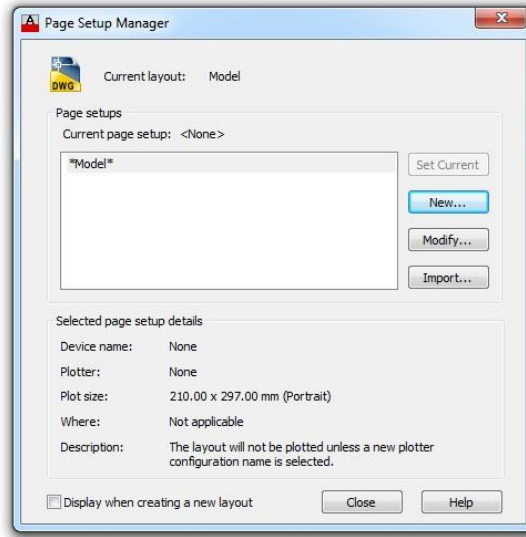 A Page Setup Manager
DWG Current layout: Model
Page setups
Current page setup: <None>
*Model*
Set Current
New...
Modify...
Import...
Selected page setup details
Device name: None
Plotter: None
Plot size: 210.00 x 297.00 mm (Portrait)
Where: Not applicable
Description: The layout will not be plotted unless a new plotter
configuration name is selected.
Display when creating a new layout Close Help